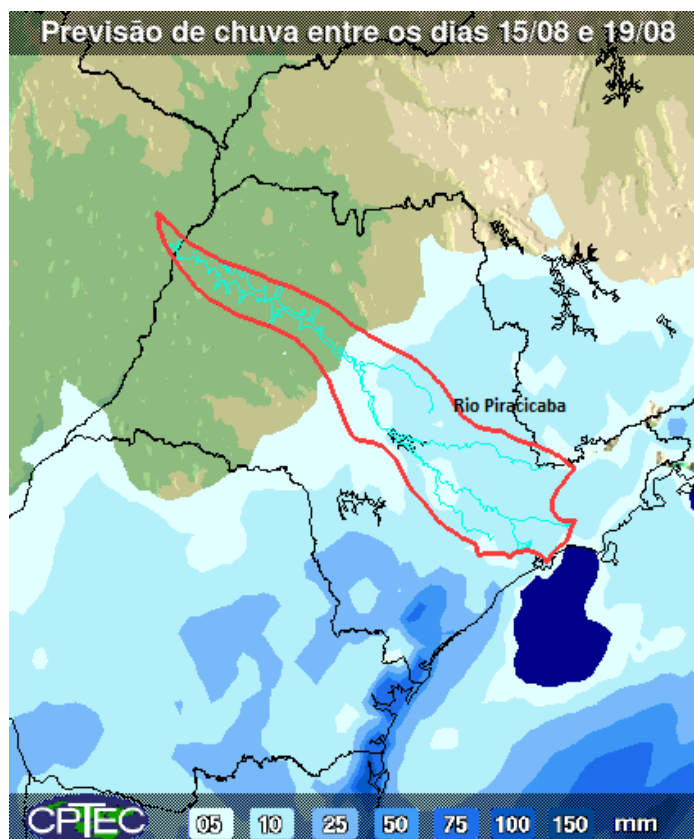 Previsão de chuva entre os dias 15/08 e 19/08
Rio Piracicaba
CPTEC 05 10 25 50 75 100 150 mm